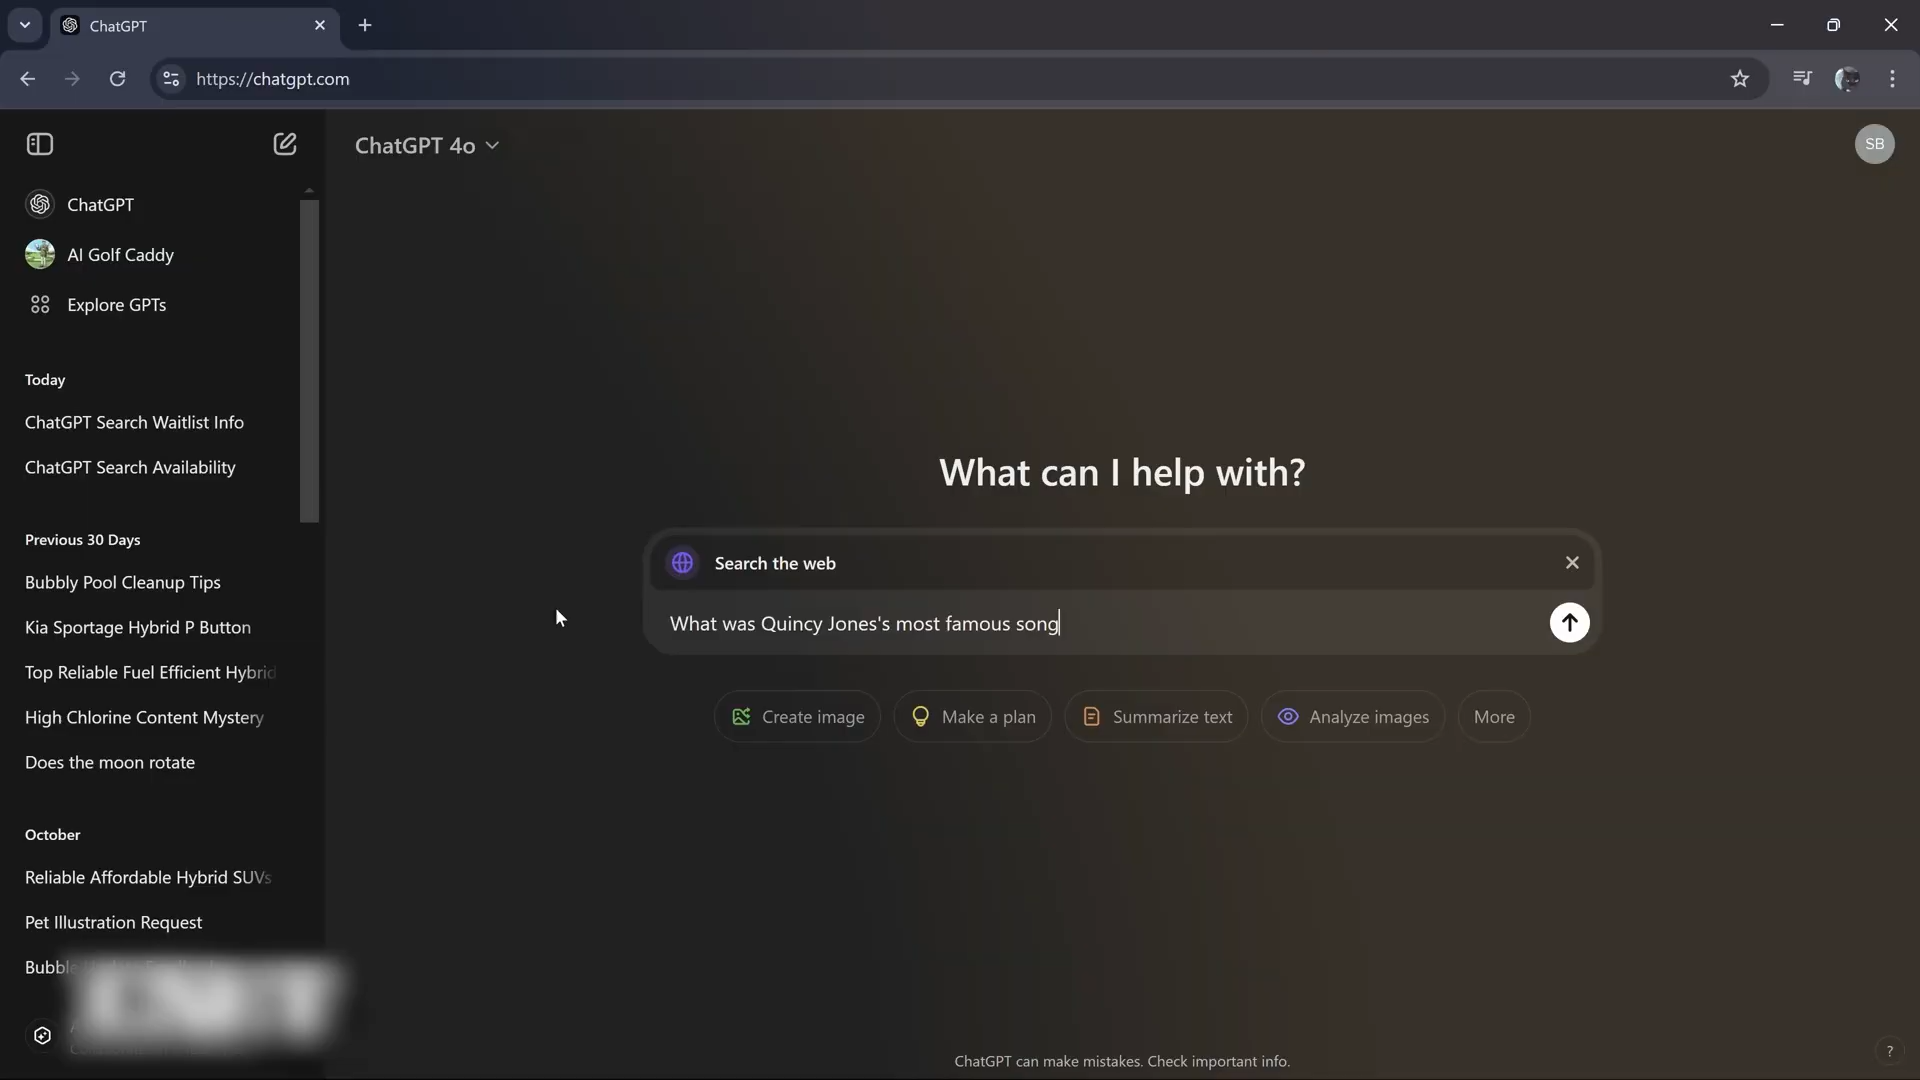 ChatGPT
https://chatgpt.com
ChatGPT 4o
SB
ChatGPT
AI Golf Caddy
Explore GPTs
Today
ChatGPT Search Waitlist Info
ChatGPT Search Availability
Previous 30 Days
Bubbly Pool Cleanup Tips
Kia Sportage Hybrid P Button
Top Reliable Fuel Efficient Hybrid
High Chlorine Content Mystery
Does the moon rotate
October
Reliable Affordable Hybrid SUVs
Pet Illustration Request
What can I help with?
Search the web
What was Quincy Jones's most famous song
Create image
Make a plan
Summarize text
Analyze images
More
ChatGPT can make mistakes. Check important info.
?